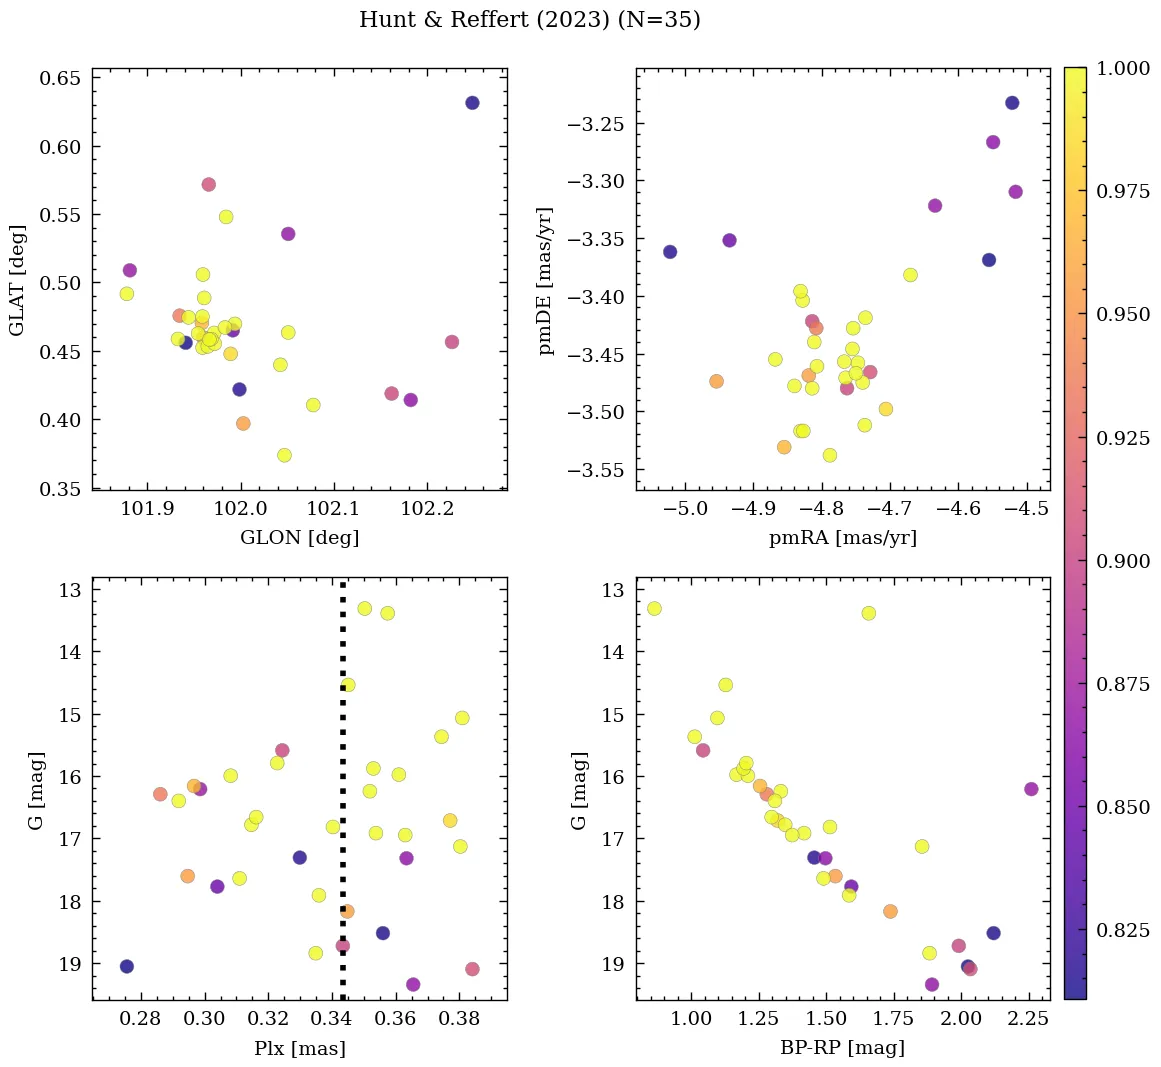 Hunt & Reffert (2023) (N=35)
0.65
0.60
0.55
0.50
0.45
0.40
0.35
GLAT [deg]
101.9 102.0 102.1 102.2
GLON [deg]
−3.25
−3.30
−3.35
−3.40
−3.45
−3.50
−3.55
pmDE [mas/yr]
−5.0 −4.9 −4.8 −4.7 −4.6 −4.5
pmRA [mas/yr]
1.000
0.975
0.950
0.925
0.900
0.875
0.850
0.825
13
14
15
16
17
18
19
G [mag]
0.28 0.30 0.32 0.34 0.36 0.38
Plx [mas]
13
14
15
16
17
18
19
G [mag]
1.00 1.25 1.50 1.75 2.00 2.25
BP-RP [mag]